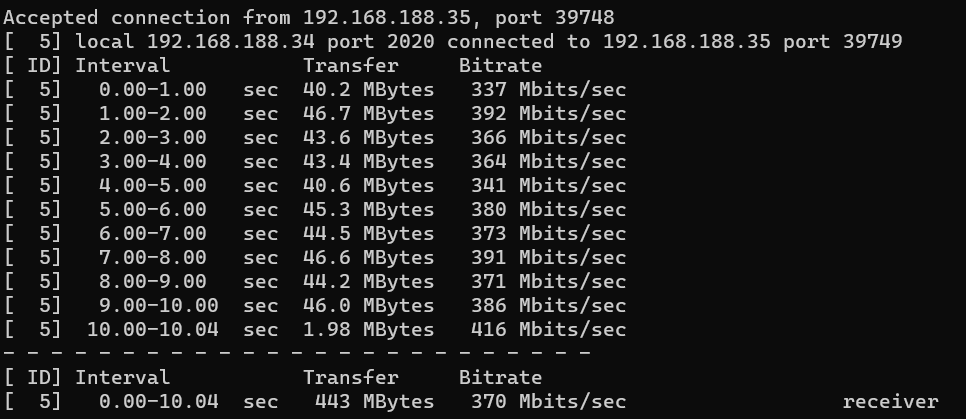 Accepted connection from 192.168.188.35, port 39748
[  5] local 192.168.188.34 port 2020 connected to 192.168.188.35 port 39749
[ ID] Interval           Transfer     Bitrate
[  5]   0.00-1.00   sec  40.2 MBytes   337 Mbits/sec
[  5]   1.00-2.00   sec  46.7 MBytes   392 Mbits/sec
[  5]   2.00-3.00   sec  43.6 MBytes   366 Mbits/sec
[  5]   3.00-4.00   sec  43.4 MBytes   364 Mbits/sec
[  5]   4.00-5.00   sec  40.6 MBytes   341 Mbits/sec
[  5]   5.00-6.00   sec  45.3 MBytes   380 Mbits/sec
[  5]   6.00-7.00   sec  44.5 MBytes   373 Mbits/sec
[  5]   7.00-8.00   sec  46.6 MBytes   391 Mbits/sec
[  5]   8.00-9.00   sec  44.2 MBytes   371 Mbits/sec
[  5]   9.00-10.00  sec  46.0 MBytes   386 Mbits/sec
[  5]  10.00-10.04  sec  1.98 MBytes   416 Mbits/sec
- - - - - - - - - - - - - - - - - - - - - - - - -
[ ID] Interval           Transfer     Bitrate
[  5]   0.00-10.04  sec   443 MBytes   370 Mbits/sec                  receiver